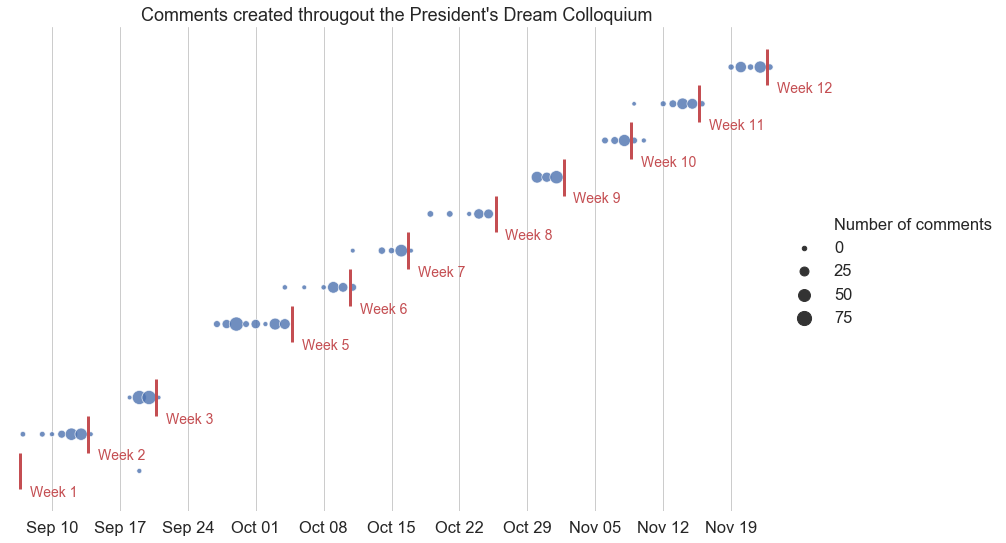 Comments created througout the President's Dream Colloquium
Week 12
Week 11
Week 10
Week 9
Week 8
Week 7
Week 6
Week 5
Week 3
Week 2
Week 1
Number of comments
0
25
50
75
Sep 10 Sep 17 Sep 24 Oct 01 Oct 08 Oct 15 Oct 22 Oct 29 Nov 05 Nov 12 Nov 19